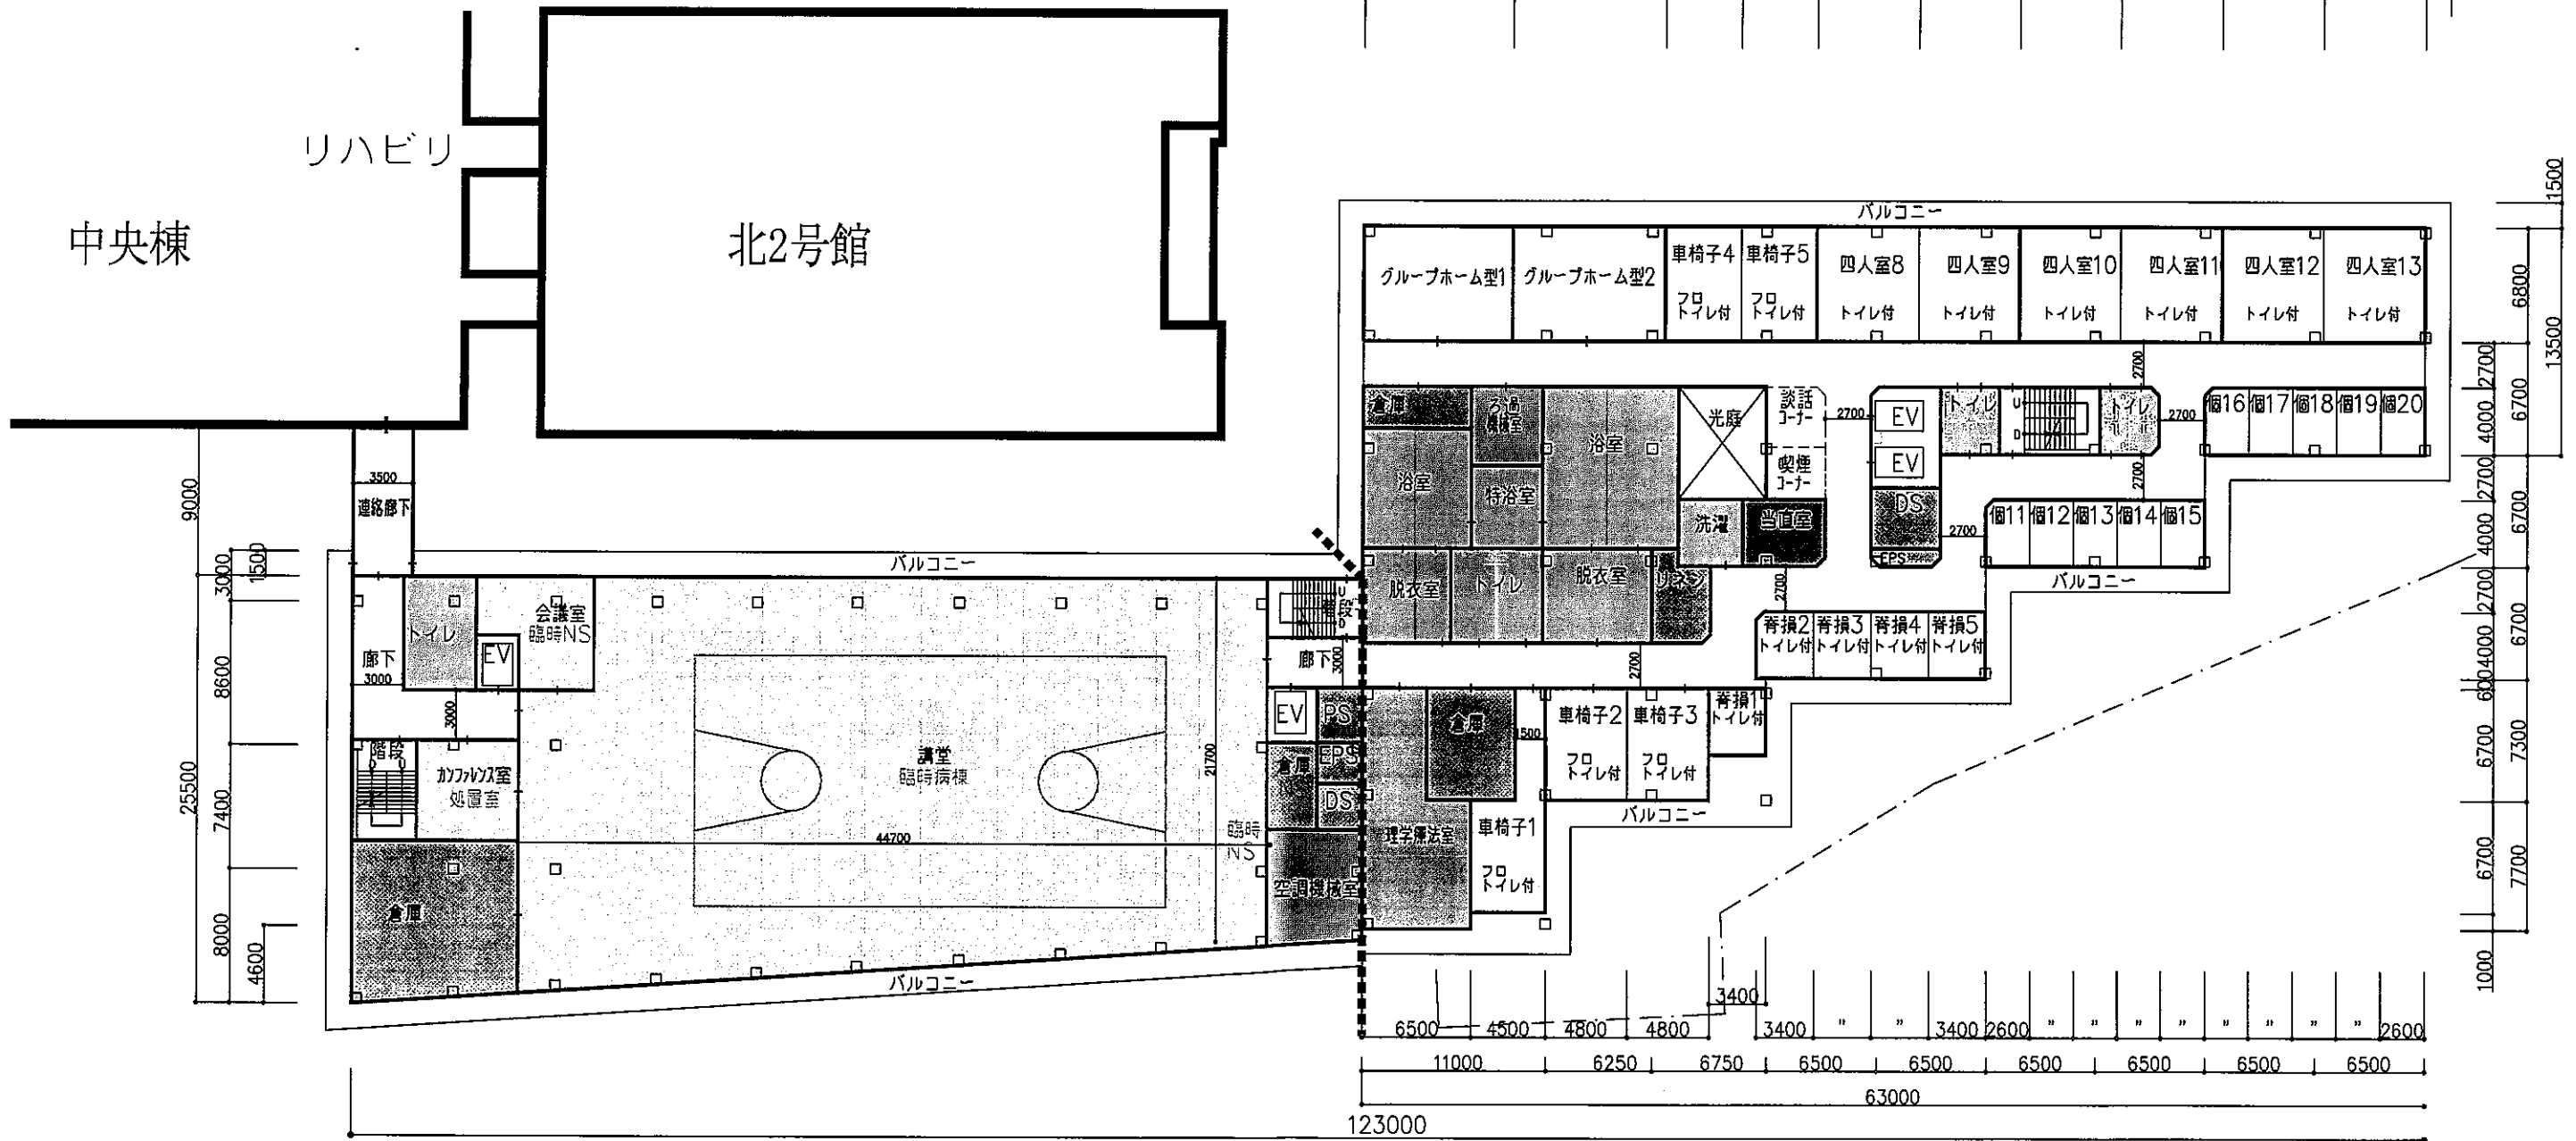 リハビリ
中央棟
北2号館
バルコニー
グループホーム型1
グループホーム型2
車椅子4
フロ
トイレ付
車椅子5
フロ
トイレ付
四人室8
トイレ付
四人室9
トイレ付
四人室10
トイレ付
四人室11
トイレ付
四人室12
トイレ付
四人室13
トイレ付
2700
倉庫
ろ過
機械室
浴室
光庭
談話
コーナー
2700
EV
トイレ
U
D
トイレ
2700
個16
個17
個18
個19
個20
浴室
特浴室
喫煙
コーナー
EV
2700
洗濯
当直室
DS
2700
EPS
個11
個12
個13
個14
個15
バルコニー
脱衣室
トイレ
脱衣室
リネン
2700
脊損2
トイレ付
脊損3
トイレ付
脊損4
トイレ付
脊損5
トイレ付
2700
3500
連絡廊下
バルコニー
トイレ
会議室
臨時NS
EV
廊下
3000
3000
階段
U
D
廊下
3000
階段
D
U
カンファレンス室
処置室
倉庫
講堂
臨時病棟
44700
21700
臨時
NS
EV
PS
EPS
倉庫
DS
空調機械室
バルコニー
理学療法室
倉庫
1500
車椅子1
フロ
トイレ付
車椅子2
フロ
トイレ付
車椅子3
フロ
トイレ付
脊損1
トイレ付
バルコニー
9000
25500
3000
1500
8600
7400
8000
4600
1500
13500
6800
6700
6700
6700
7300
7700
2700
4000
2700
4000
2700
4000
600
6700
6700
1000
3400
6500
4500
4800
4800
3400
〃
〃
3400
2600
〃
〃
〃
〃
〃
〃
〃
〃
2600
11000
6250
6750
6500
6500
6500
6500
6500
6500
63000
123000